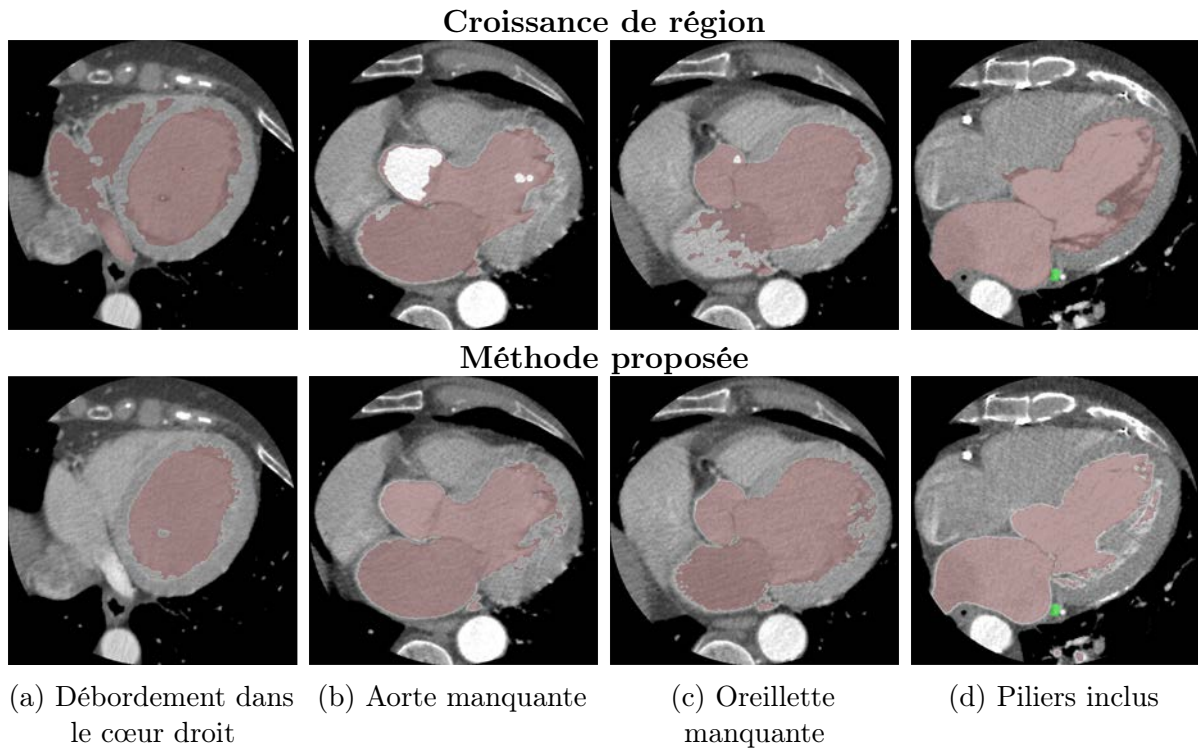 Croissance de région
Méthode proposée
(a) Débordement dans
le cœur droit
(b) Aorte manquante
(c) Oreillette
manquante
(d) Piliers inclus